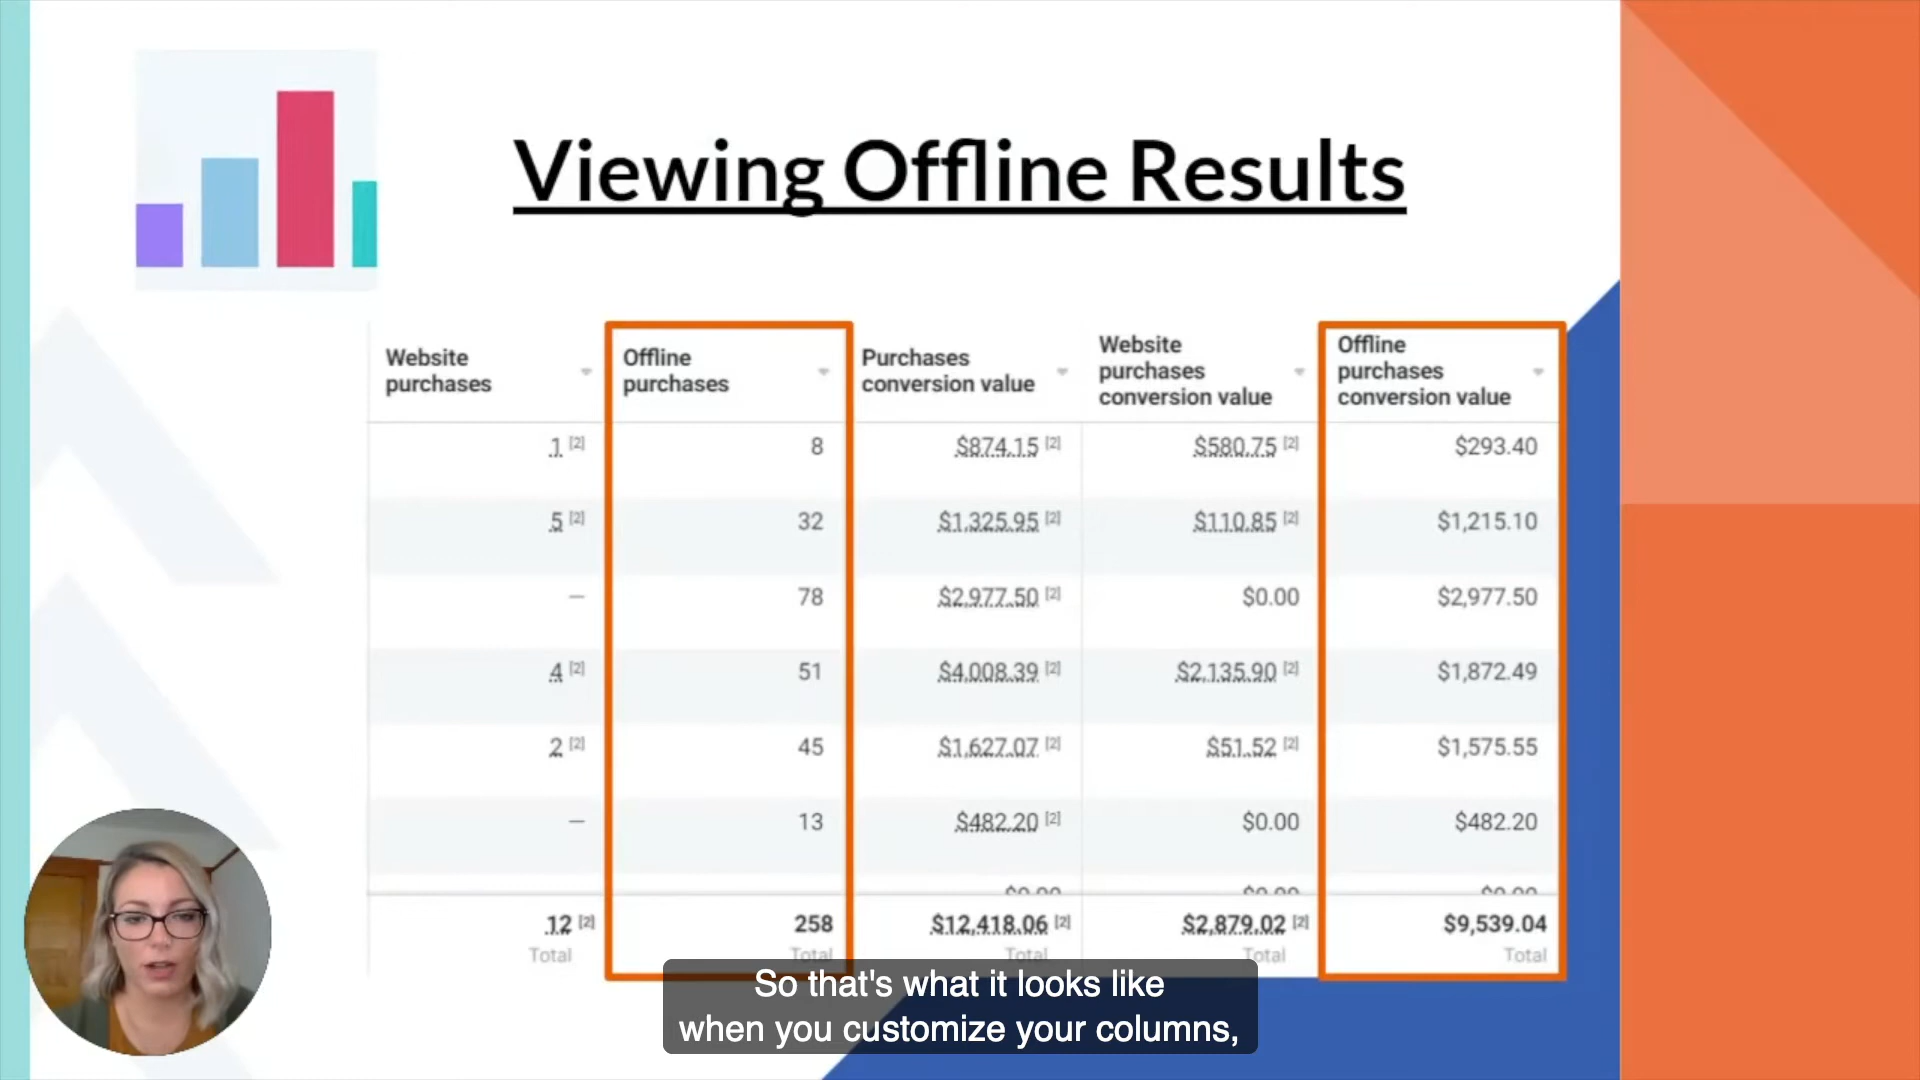 Viewing Offline Results
Website purchases
Offline purchases
Purchases conversion value
Website purchases conversion value
Offline purchases conversion value
1 [2] 8 $874.15 [2] $580.75 [2] $293.40
5 [2] 32 $1,325.95 [2] $110.85 [2] $1,215.10
— 78 $2,977.50 [2] $0.00 $2,977.50
4 [2] 51 $4,008.39 [2] $2,135.90 [2] $1,872.49
2 [2] 45 $1,627.07 [2] $51.52 [2] $1,575.55
— 13 $482.20 [2] $0.00 $482.20
$0.00 $0.00 $0.00
12 [2] 258 $12,418.06 [2] $2,879.02 [2] $9,539.04
Total Total Total Total Total
So that's what it looks like
when you customize your columns,